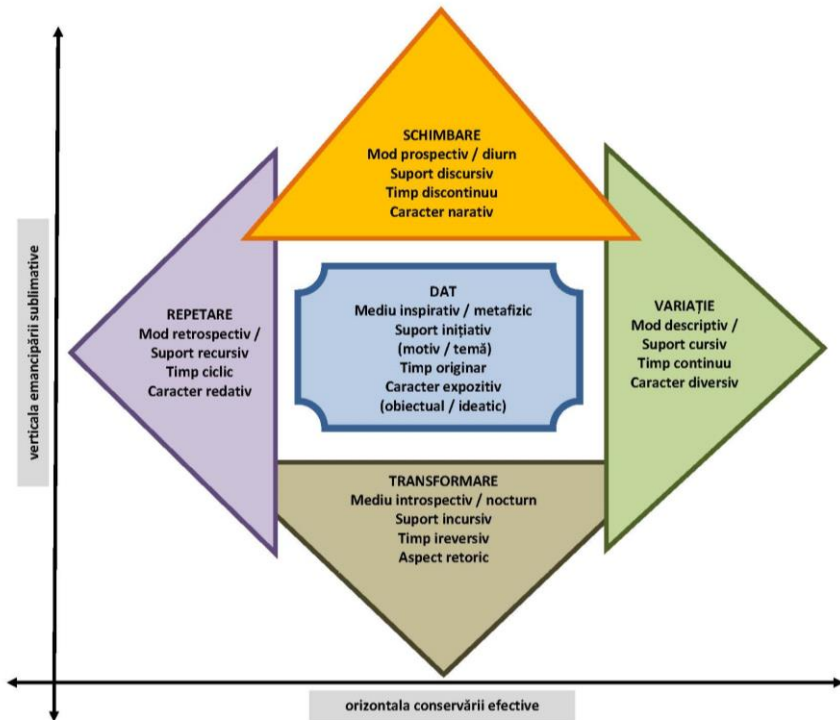 SCHIMBARE
Mod prospectiv / diurn
Suport discursiv
Timp discontinuu
Caracter narativ
verticala emancipării sublimative
REPETARE
Mod retrospectiv /
Suport recursiv
Timp ciclic
Caracter redativ
DAT
Mediu inspirativ / metafizic
Suport inițiativ
(motiv / temă)
Timp originar
Caracter expozitiv
(obiectual / ideatic)
VARIAȚIE
Mod descriptiv /
Suport cursiv
Timp continuu
Caracter diversiv
TRANSFORMARE
Mediu introspectiv / nocturn
Suport incursiv
Timp ireversiv
Aspect retoric
orizontala conservării efective